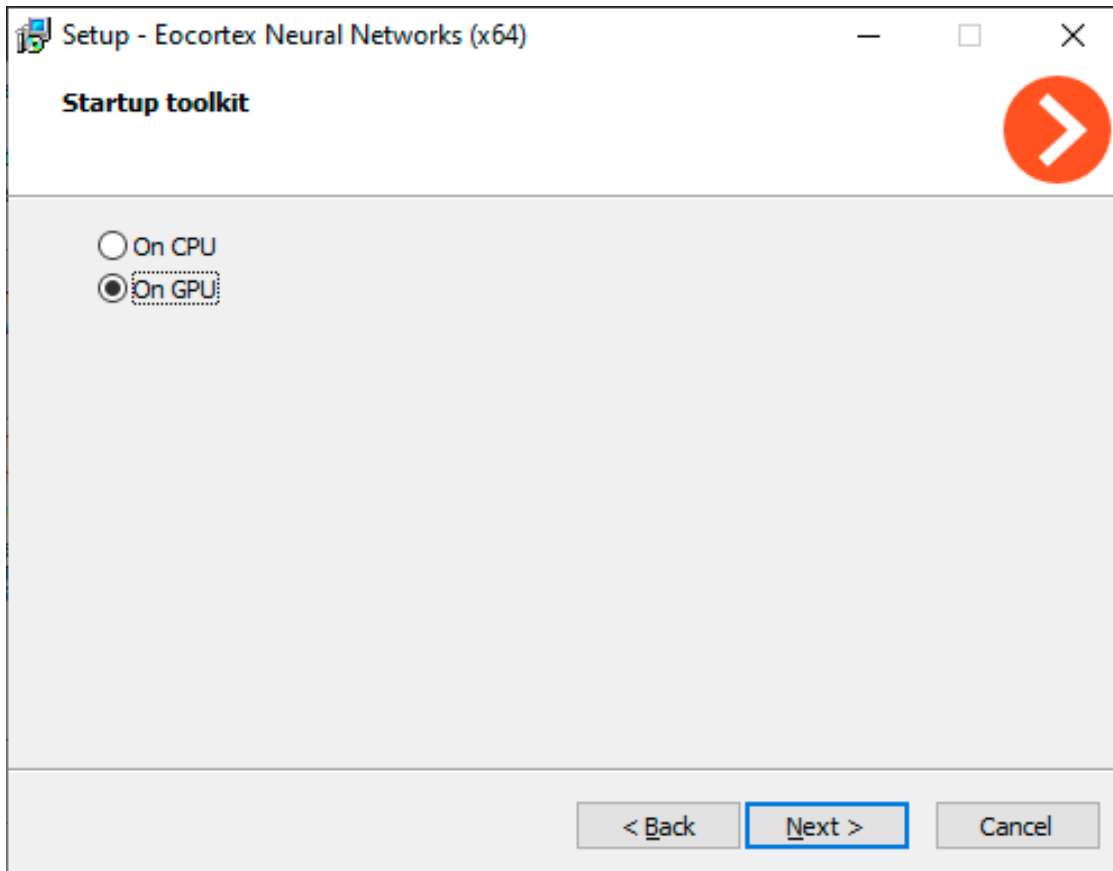 Setup - Eocortex Neural Networks (x64)
Startup toolkit
On CPU
On GPU
< Back Next > Cancel